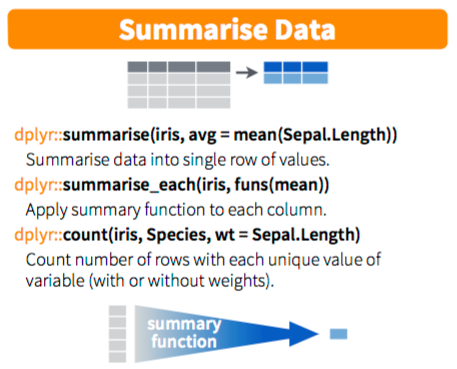 Summarise Data
dplyr::summarise(iris, avg = mean(Sepal.Length))
Summarise data into single row of values.
dplyr::summarise_each(iris, funs(mean))
Apply summary function to each column.
dplyr::count(iris, Species, wt = Sepal.Length)
Count number of rows with each unique value of
variable (with or without weights).
summary
function